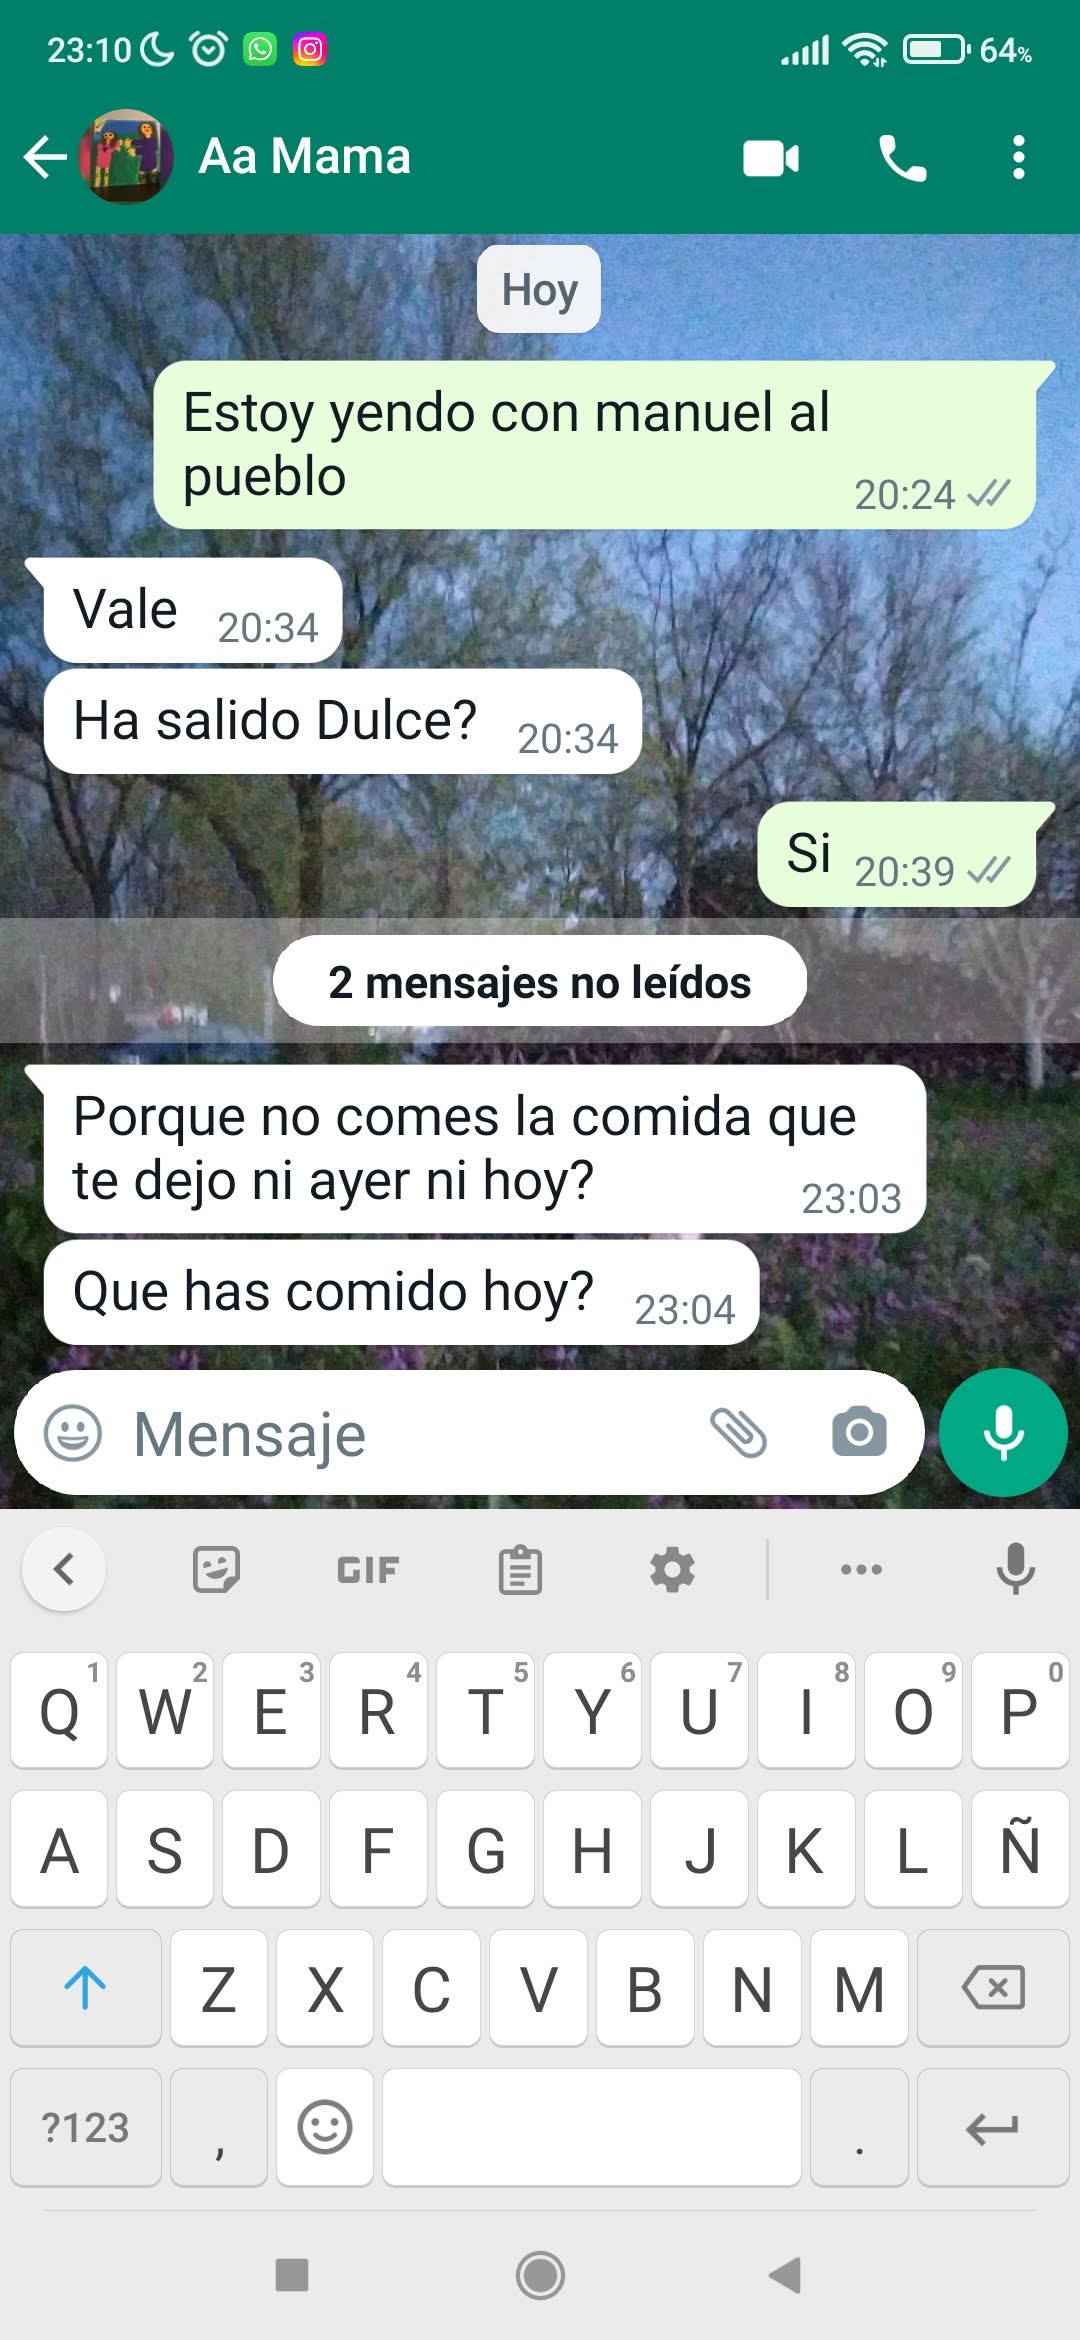 23:10
64%
Aa Mama
Hoy
Estoy yendo con manuel al
pueblo
20:24
Vale 20:34
Ha salido Dulce? 20:34
Si 20:39
2 mensajes no leídos
Porque no comes la comida que
te dejo ni ayer ni hoy?
23:03
Que has comido hoy? 23:04
Mensaje
GIF
1 2 3 4 5 6 7 8 9 0
Q W E R T Y U I O P
A S D F G H J K L Ñ
Z X C V B N M
?123 , .